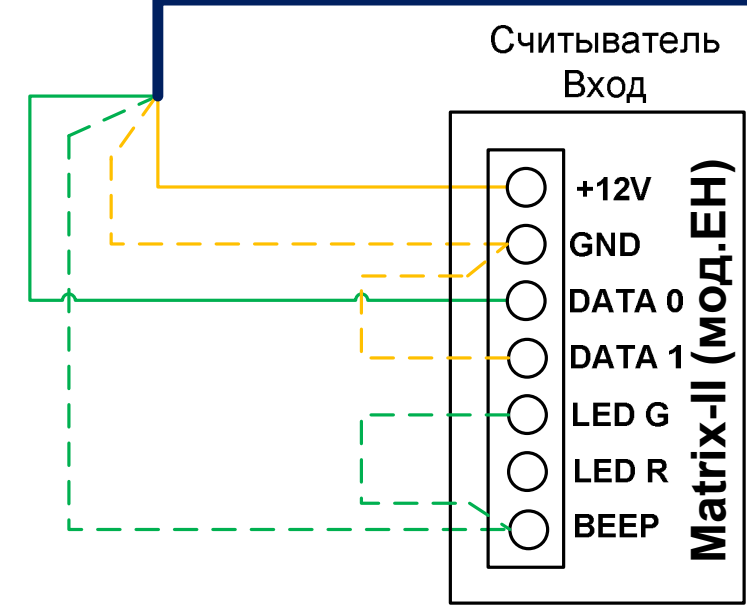 Считыватель
Вход
+12V
GND
DATA 0
DATA 1
LED G
LED R
BEEP
Matrix-II (мод.EH)